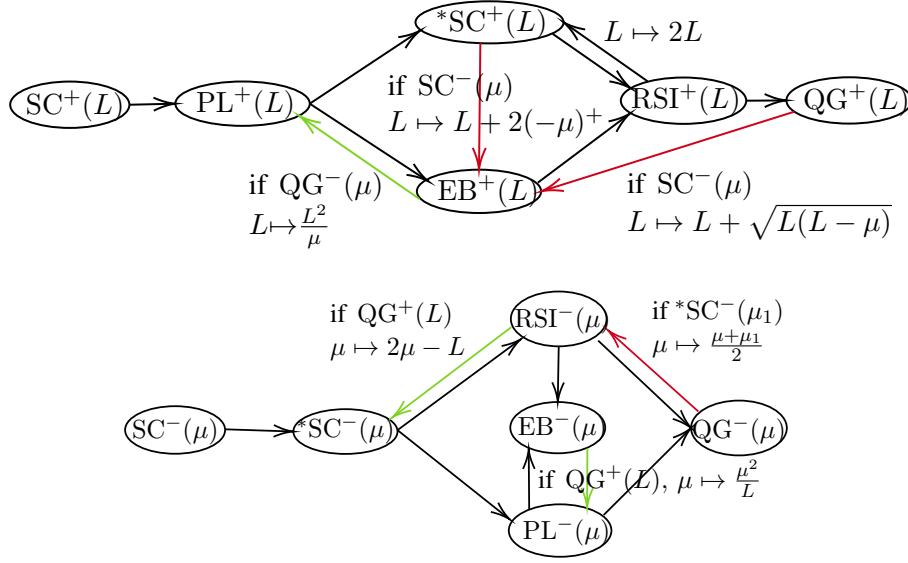 *SC⁺(L)
L ↦ 2L
SC⁺(L)
PL⁺(L)
if SC⁻(μ)
L ↦ L + 2(−μ)⁺
RSI⁺(L)
QG⁺(L)
if QG⁻(μ)
L ↦ L²/μ
EB⁺(L)
if SC⁻(μ)
L ↦ L + √(L(L − μ))
if QG⁺(L)
μ ↦ 2μ − L
RSI⁻(μ
if *SC⁻(μ₁)
μ ↦ (μ+μ₁)/2
SC⁻(μ)
*SC⁻(μ)
EB⁻(μ)
QG⁻(μ)
if QG⁺(L), μ ↦ μ²/L
PL⁻(μ)